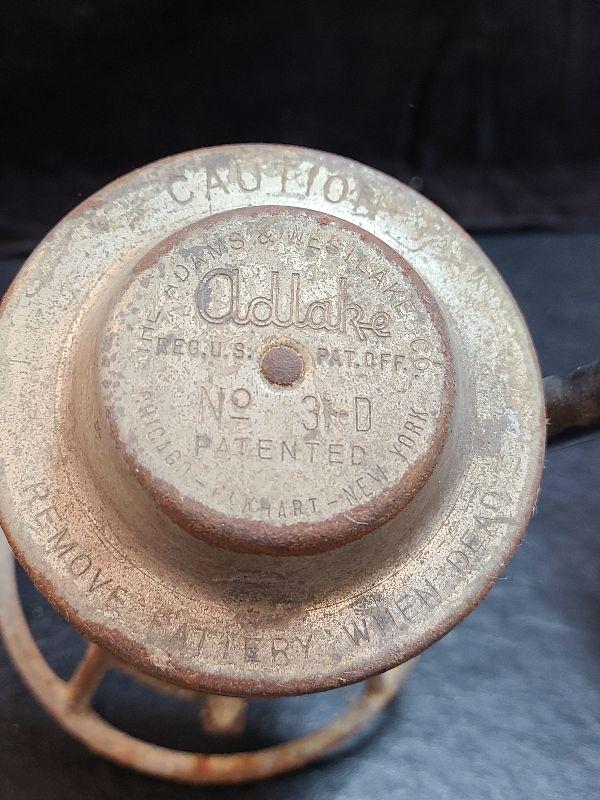 CAUTION
THE ADAMS & WESTLAKE CO.
Adlake
REG. U.S. PAT. OFF.
No 31-D
PATENTED
CHICAGO - ELKHART - NEW YORK
REMOVE BATTERY WHEN DEAD